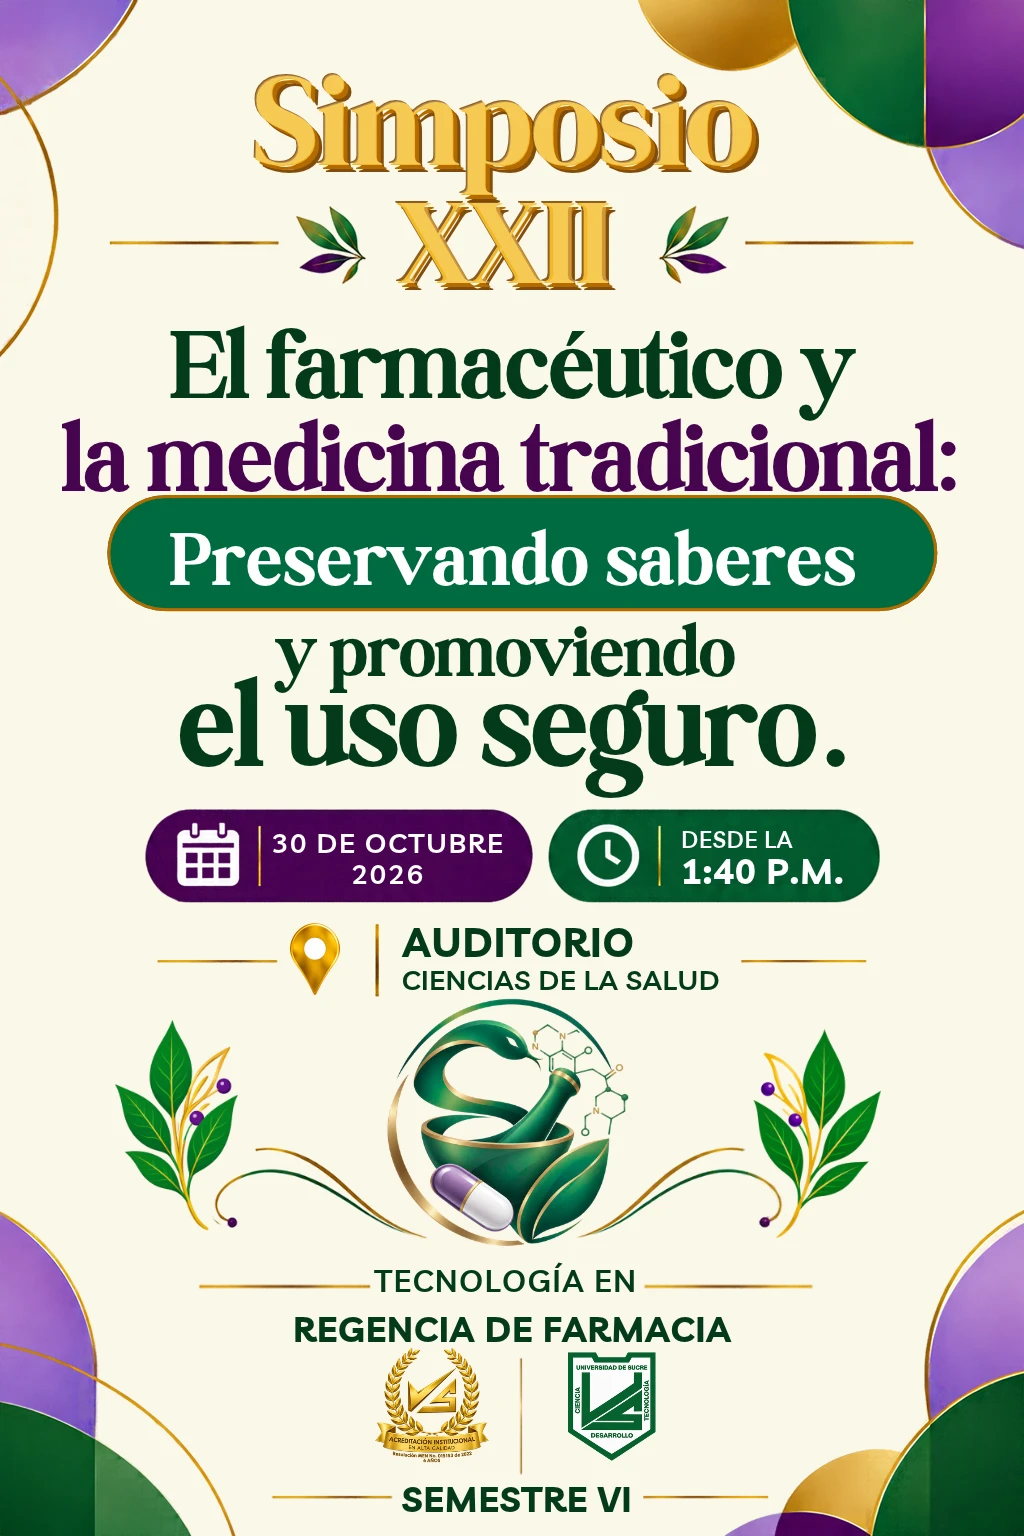 Simposio
XXII
El farmacéutico y
la medicina tradicional:
Preservando saberes
y promoviendo
el uso seguro.
30 DE OCTUBRE
2026
DESDE LA
1:40 P.M.
AUDITORIO
CIENCIAS DE LA SALUD
N
N
O
N
TECNOLOGÍA EN
REGENCIA DE FARMACIA
ACREDITACIÓN INSTITUCIONAL
EN ALTA CALIDAD
6 AÑOS
UNIVERSIDAD DE SUCRE
CIENCIA
TECNOLOGÍA
DESARROLLO
SEMESTRE VI